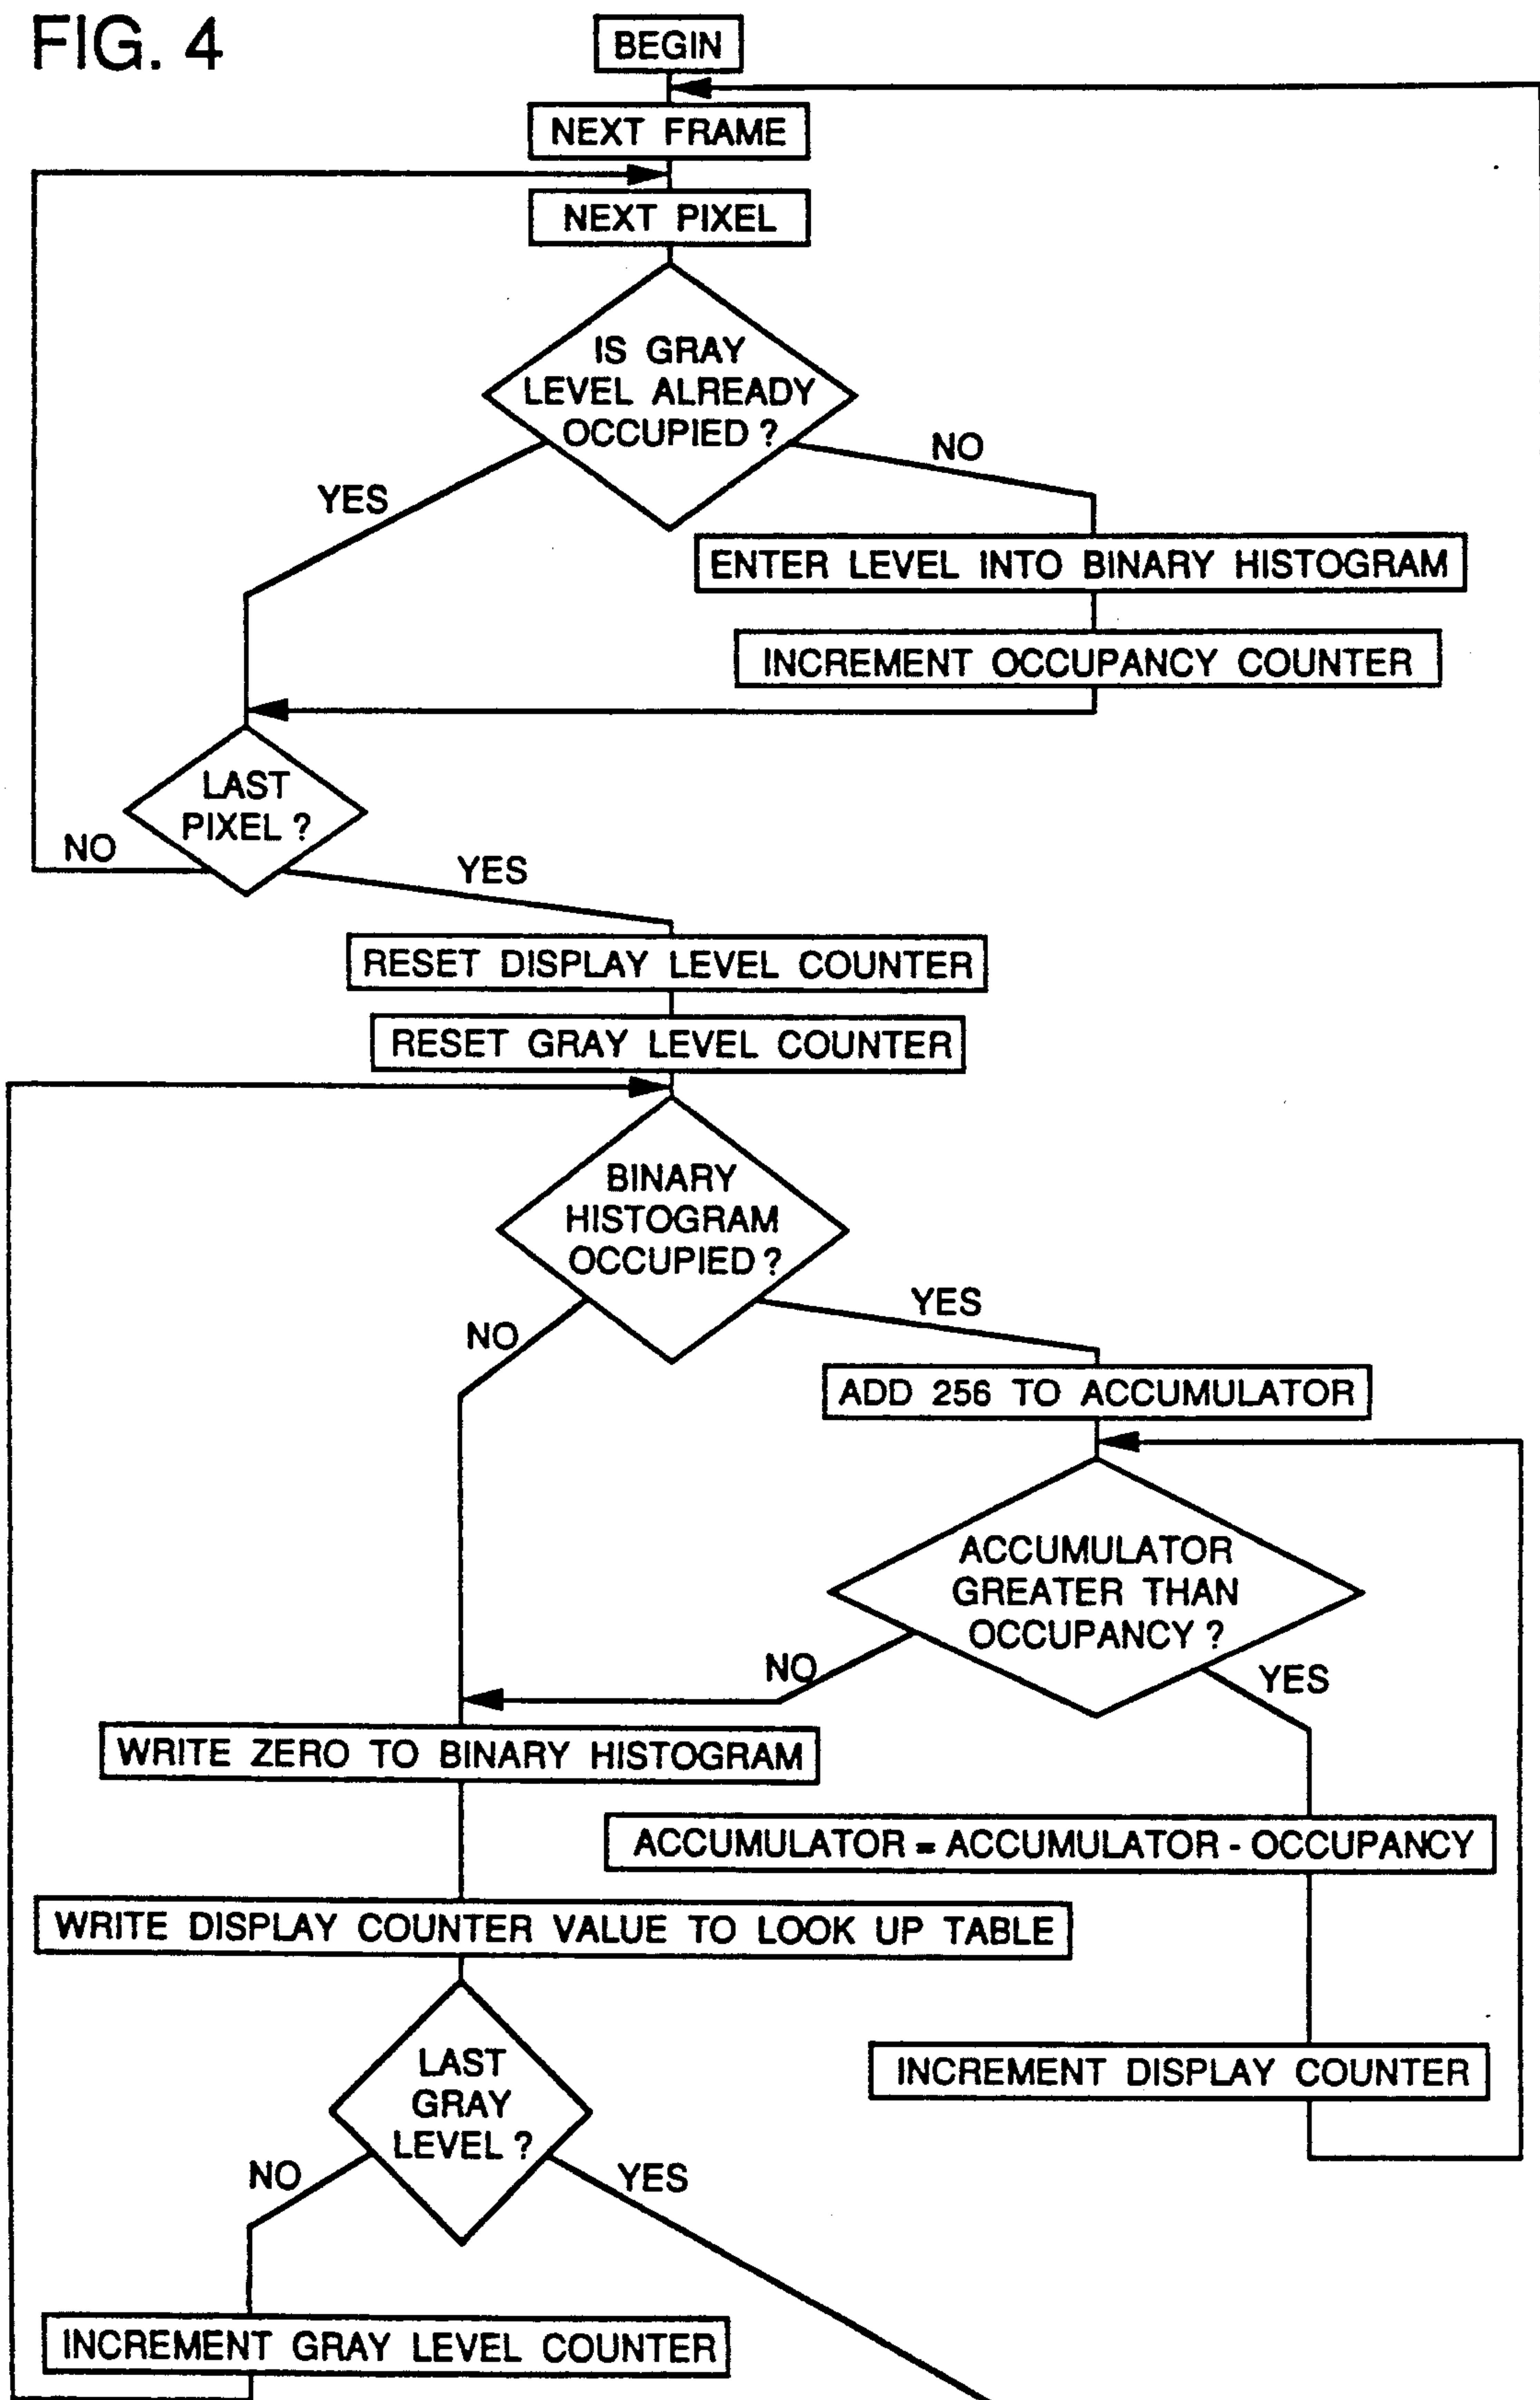 FIG. 4
BEGIN
NEXT FRAME
NEXT PIXEL
IS GRAY
LEVEL ALREADY
OCCUPIED ?
NO
YES
ENTER LEVEL INTO BINARY HISTOGRAM
INCREMENT OCCUPANCY COUNTER
LAST
PIXEL ?
NO
YES
RESET DISPLAY LEVEL COUNTER
RESET GRAY LEVEL COUNTER
BINARY
HISTOGRAM
OCCUPIED ?
YES
NO
ADD 256 TO ACCUMULATOR
ACCUMULATOR
GREATER THAN
OCCUPANCY ?
NO
YES
WRITE ZERO TO BINARY HISTOGRAM
ACCUMULATOR = ACCUMULATOR - OCCUPANCY
WRITE DISPLAY COUNTER VALUE TO LOOK UP TABLE
LAST
GRAY
LEVEL ?
INCREMENT DISPLAY COUNTER
NO
YES
INCREMENT GRAY LEVEL COUNTER